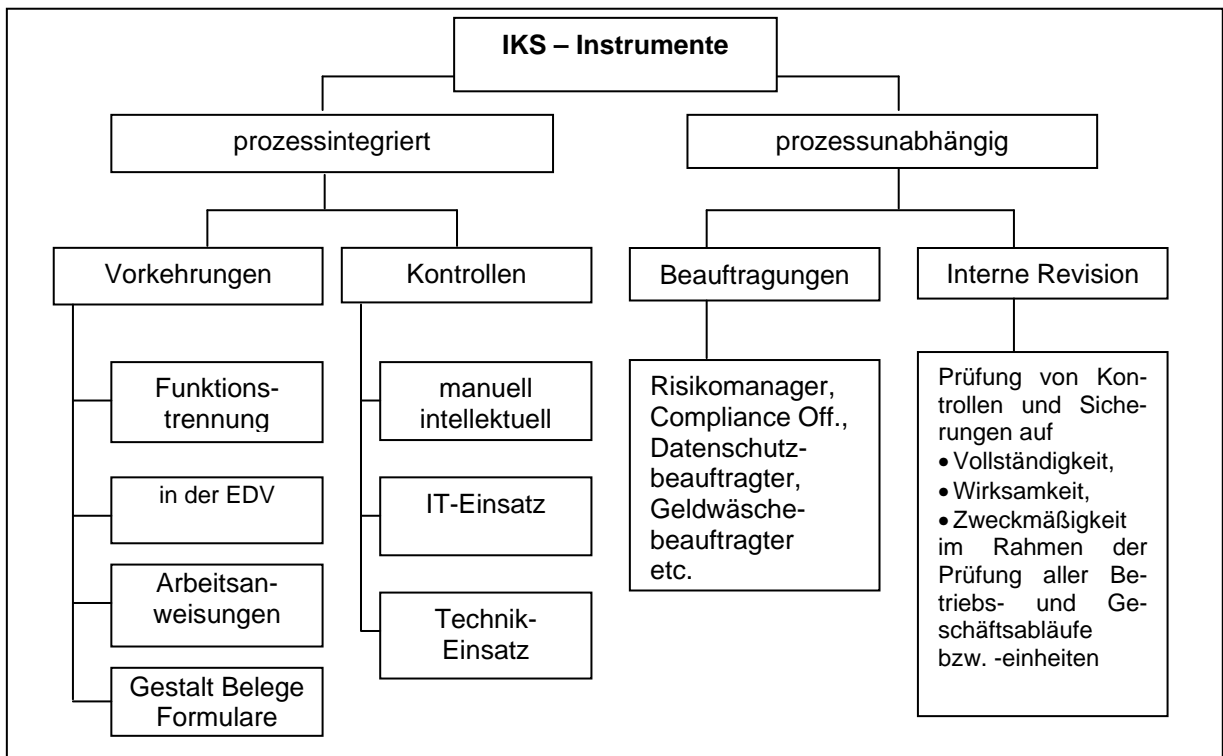 IKS – Instrumente
prozessintegriert
prozessunabhängig
Vorkehrungen
Kontrollen
Beauftragungen
Interne Revision
Funktions-
trennung
in der EDV
Arbeitsan-
weisungen
Gestalt Belege
Formulare
manuell
intellektuell
IT-Einsatz
Technik-
Einsatz
Risikomanager,
Compliance Off.,
Datenschutz-
beauftragter,
Geldwäsche-
beauftragter
etc.
Prüfung von Kon-
trollen und Siche-
rungen auf
• Vollständigkeit,
• Wirksamkeit,
• Zweckmäßigkeit
im Rahmen der
Prüfung aller Be-
triebs- und Ge-
schäftsabläufe
bzw. -einheiten